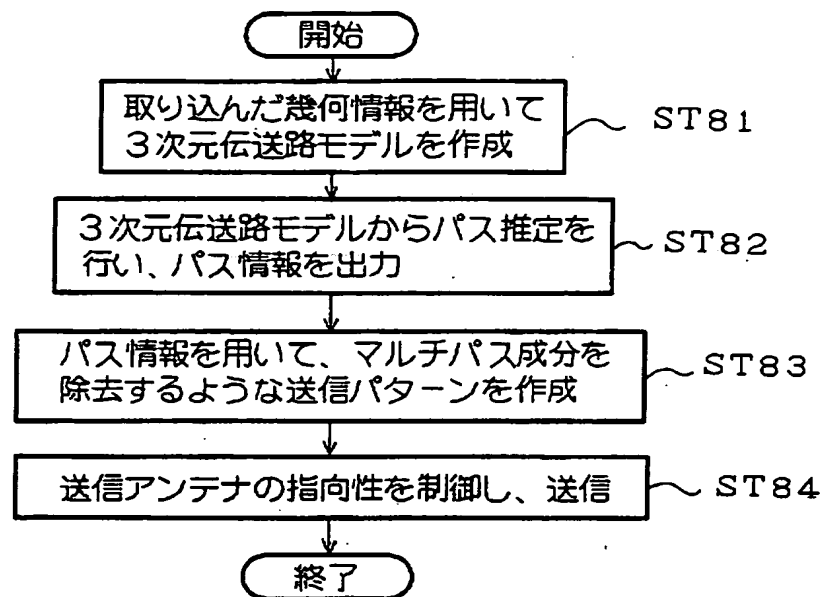 開始
取り込んだ幾何情報を用いて
３次元伝送路モデルを作成
ST81
３次元伝送路モデルからパス推定を
行い、パス情報を出力
ST82
パス情報を用いて、マルチパス成分を
除去するような送信パターンを作成
ST83
送信アンテナの指向性を制御し、送信
ST84
終了